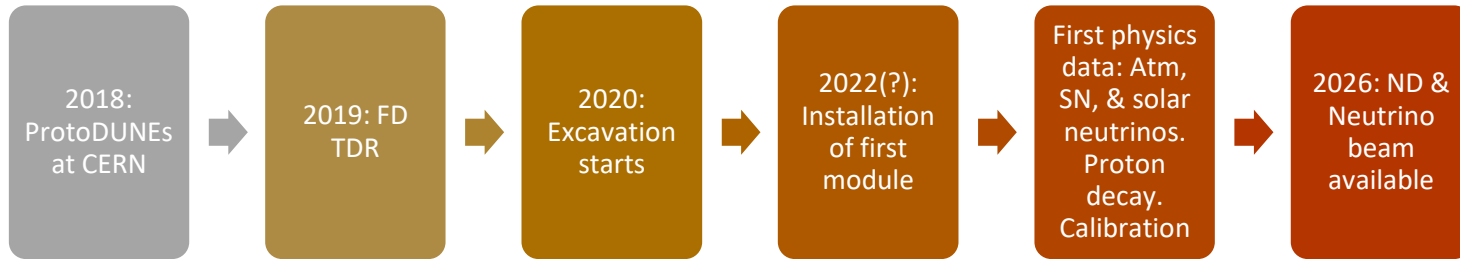 2018:
ProtoDUNEs
at CERN
2019: FD
TDR
2020:
Excavation
starts
2022(?):
Installation
of first
module
First physics
data: Atm,
SN, & solar
neutrinos.
Proton
decay.
Calibration
2026: ND &
Neutrino
beam
available